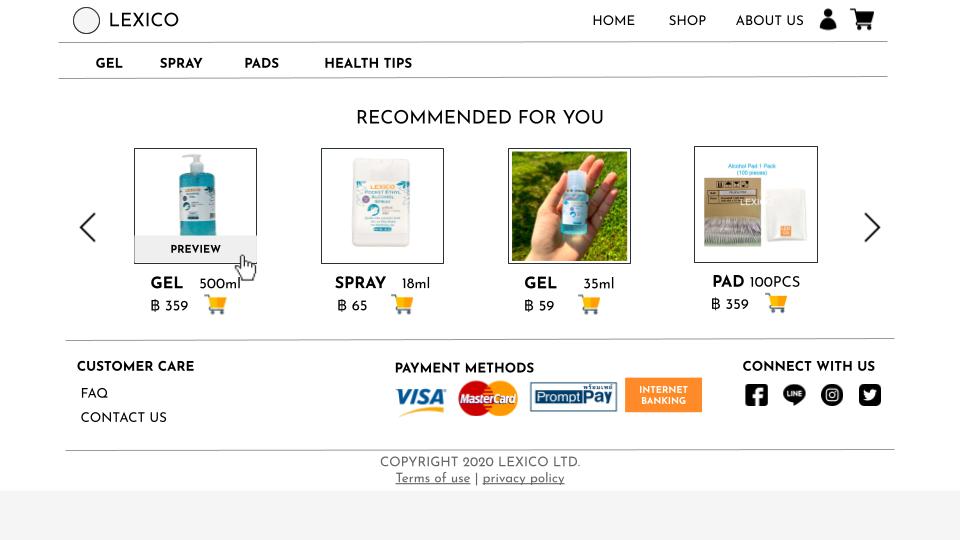 LEXICO
HOME SHOP ABOUT US
GEL SPRAY PADS HEALTH TIPS
RECOMMENDED FOR YOU
LEXICO
PREVIEW
LEXICO
POCKET ETHYL
ALCOHOL
SPRAY
Alcohol Pad 1 Pack
(100 pieces)
LEXICO
GEL 500ml
฿ 359
SPRAY 18ml
฿ 65
GEL 35ml
฿ 59
PAD 100PCS
฿ 359
CUSTOMER CARE
FAQ
CONTACT US
PAYMENT METHODS
VISA
MasterCard
พร้อมเพย์
PromptPay
INTERNET
BANKING
CONNECT WITH US
LINE
COPYRIGHT 2020 LEXICO LTD.
Terms of use | privacy policy